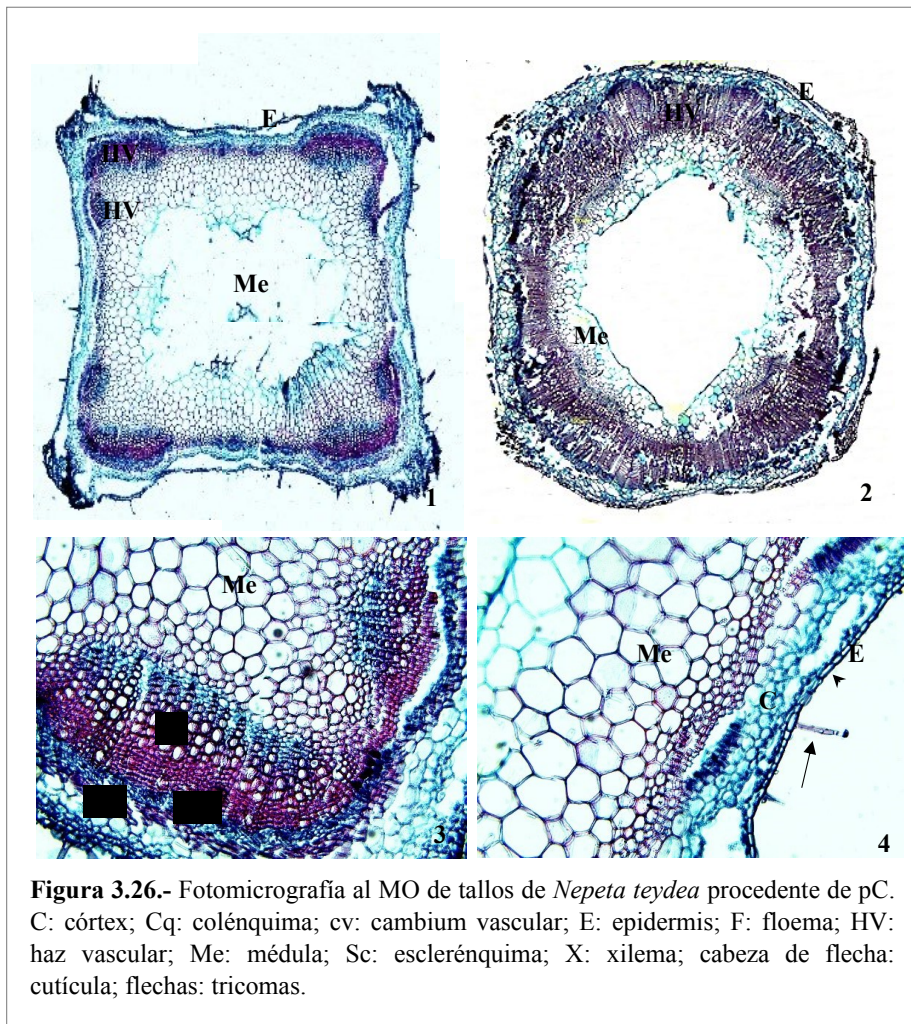 E
HV
HV
Me
1
E
HV
Me
2
Me
3
Me
E
C
4
Figura 3.26.- Fotomicrografía al MO de tallos de Nepeta teydea procedente de pC.
C: córtex; Cq: colénquima; cv: cambium vascular; E: epidermis; F: floema; HV:
haz vascular; Me: médula; Sc: esclerénquima; X: xilema; cabeza de flecha:
cutícula; flechas: tricomas.